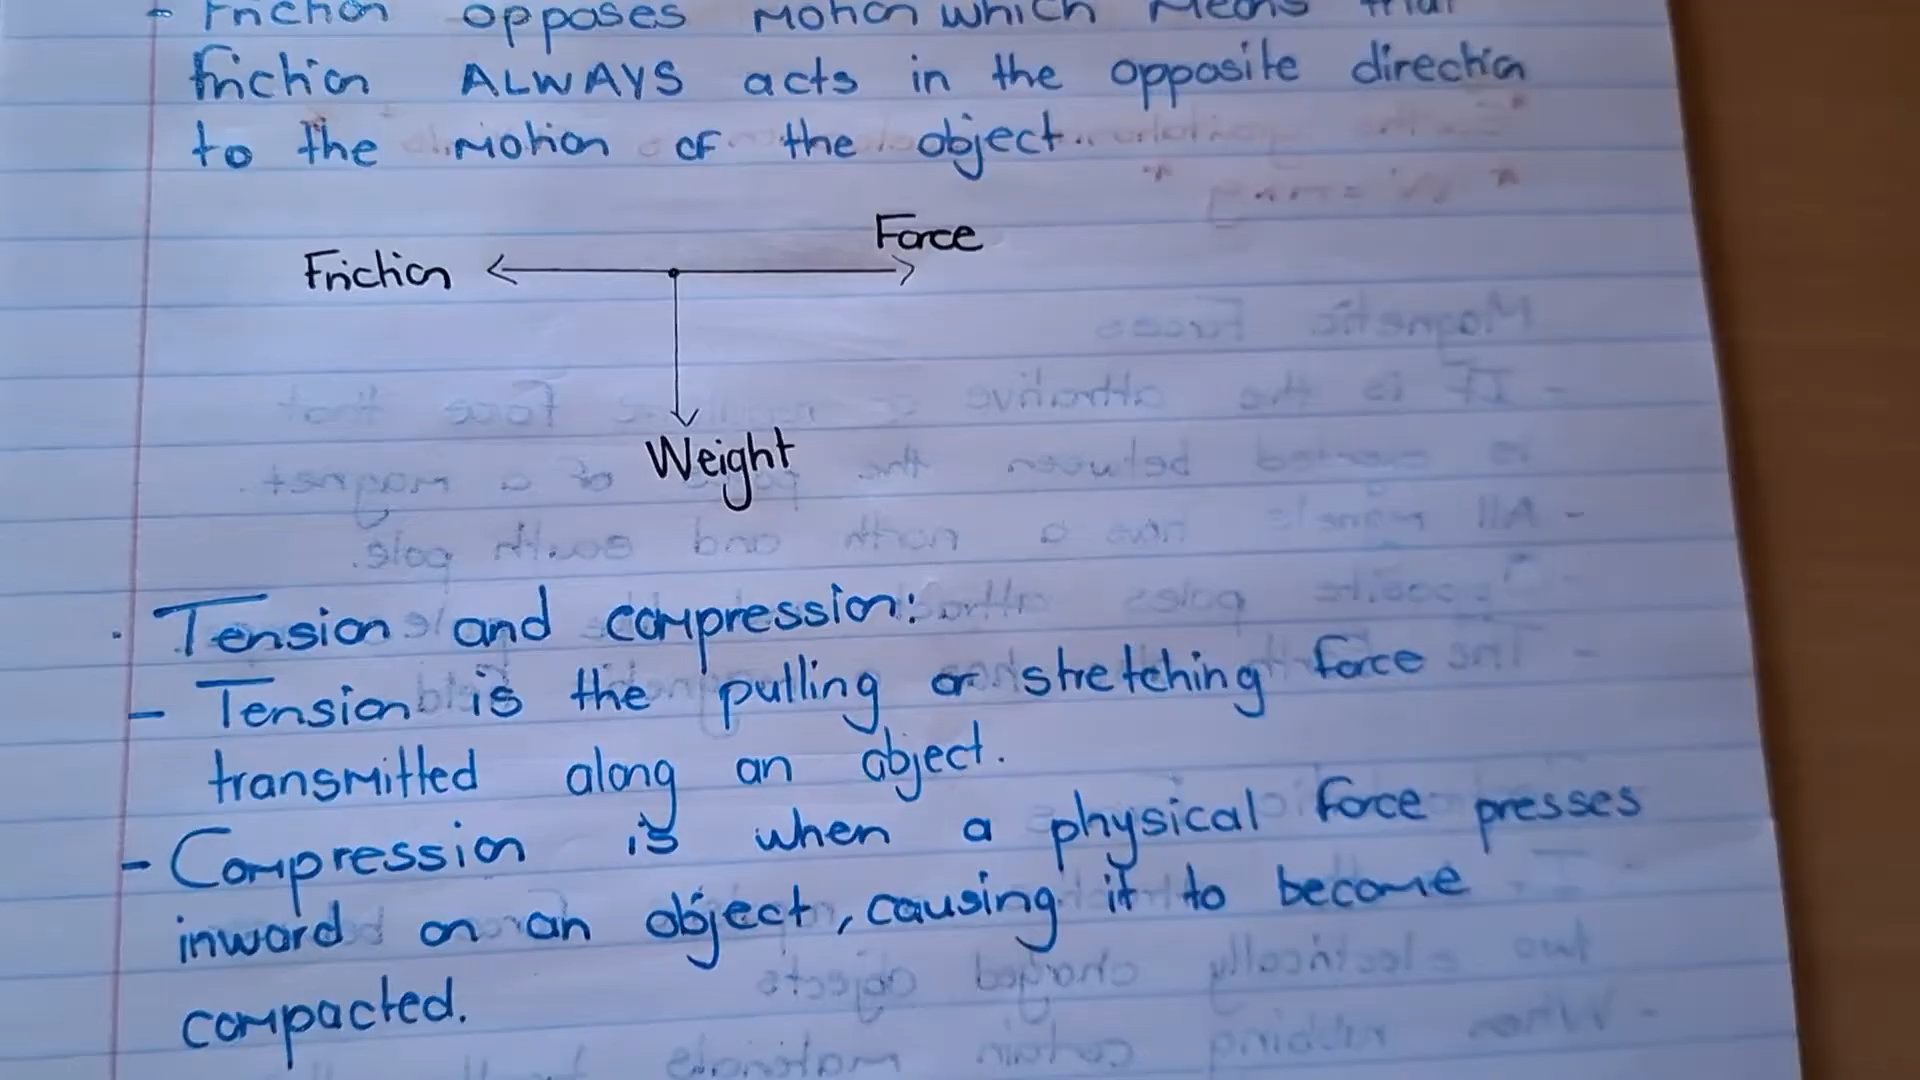 - Friction opposes motion which means that
friction ALWAYS acts in the opposite direction
to the motion of the object.
Force
Friction
Weight
· Tension and compression:
- Tension is the pulling or stretching force
transmitted along an object.
- Compression is when a physical force presses
inward on an object, causing it to become
compacted.